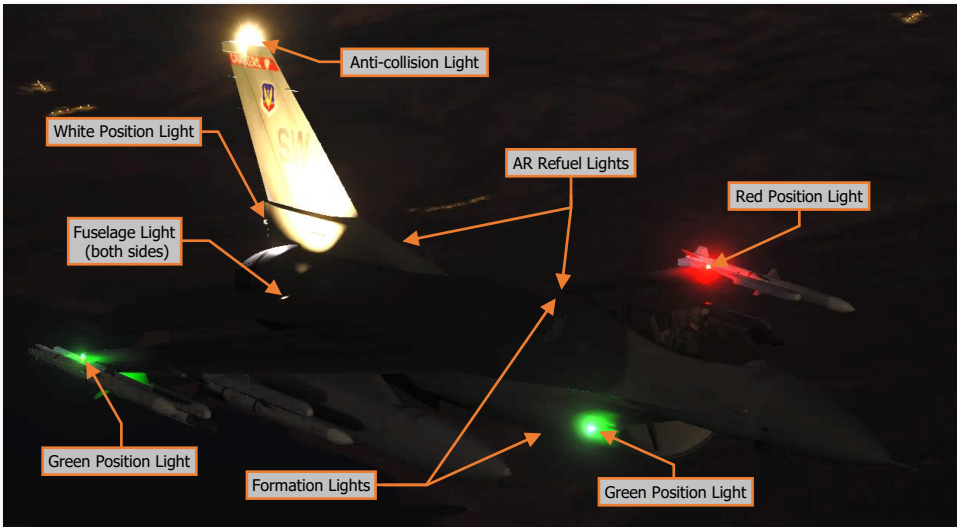 Anti-collision Light
White Position Light
AR Refuel Lights
Red Position Light
Fuselage Light
(both sides)
SW
Green Position Light
Formation Lights
Green Position Light